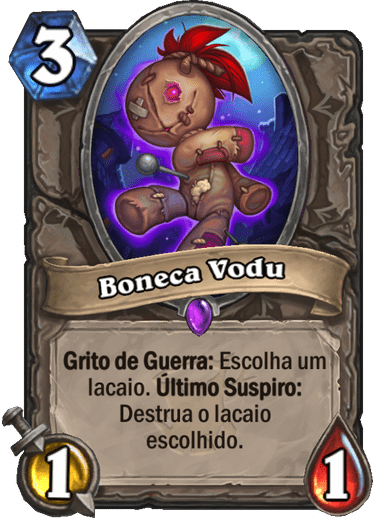 3
Boneca Vodu
Grito de Guerra: Escolha um
lacaio. Último Suspiro:
Destrua o lacaio
escolhido.
1
1